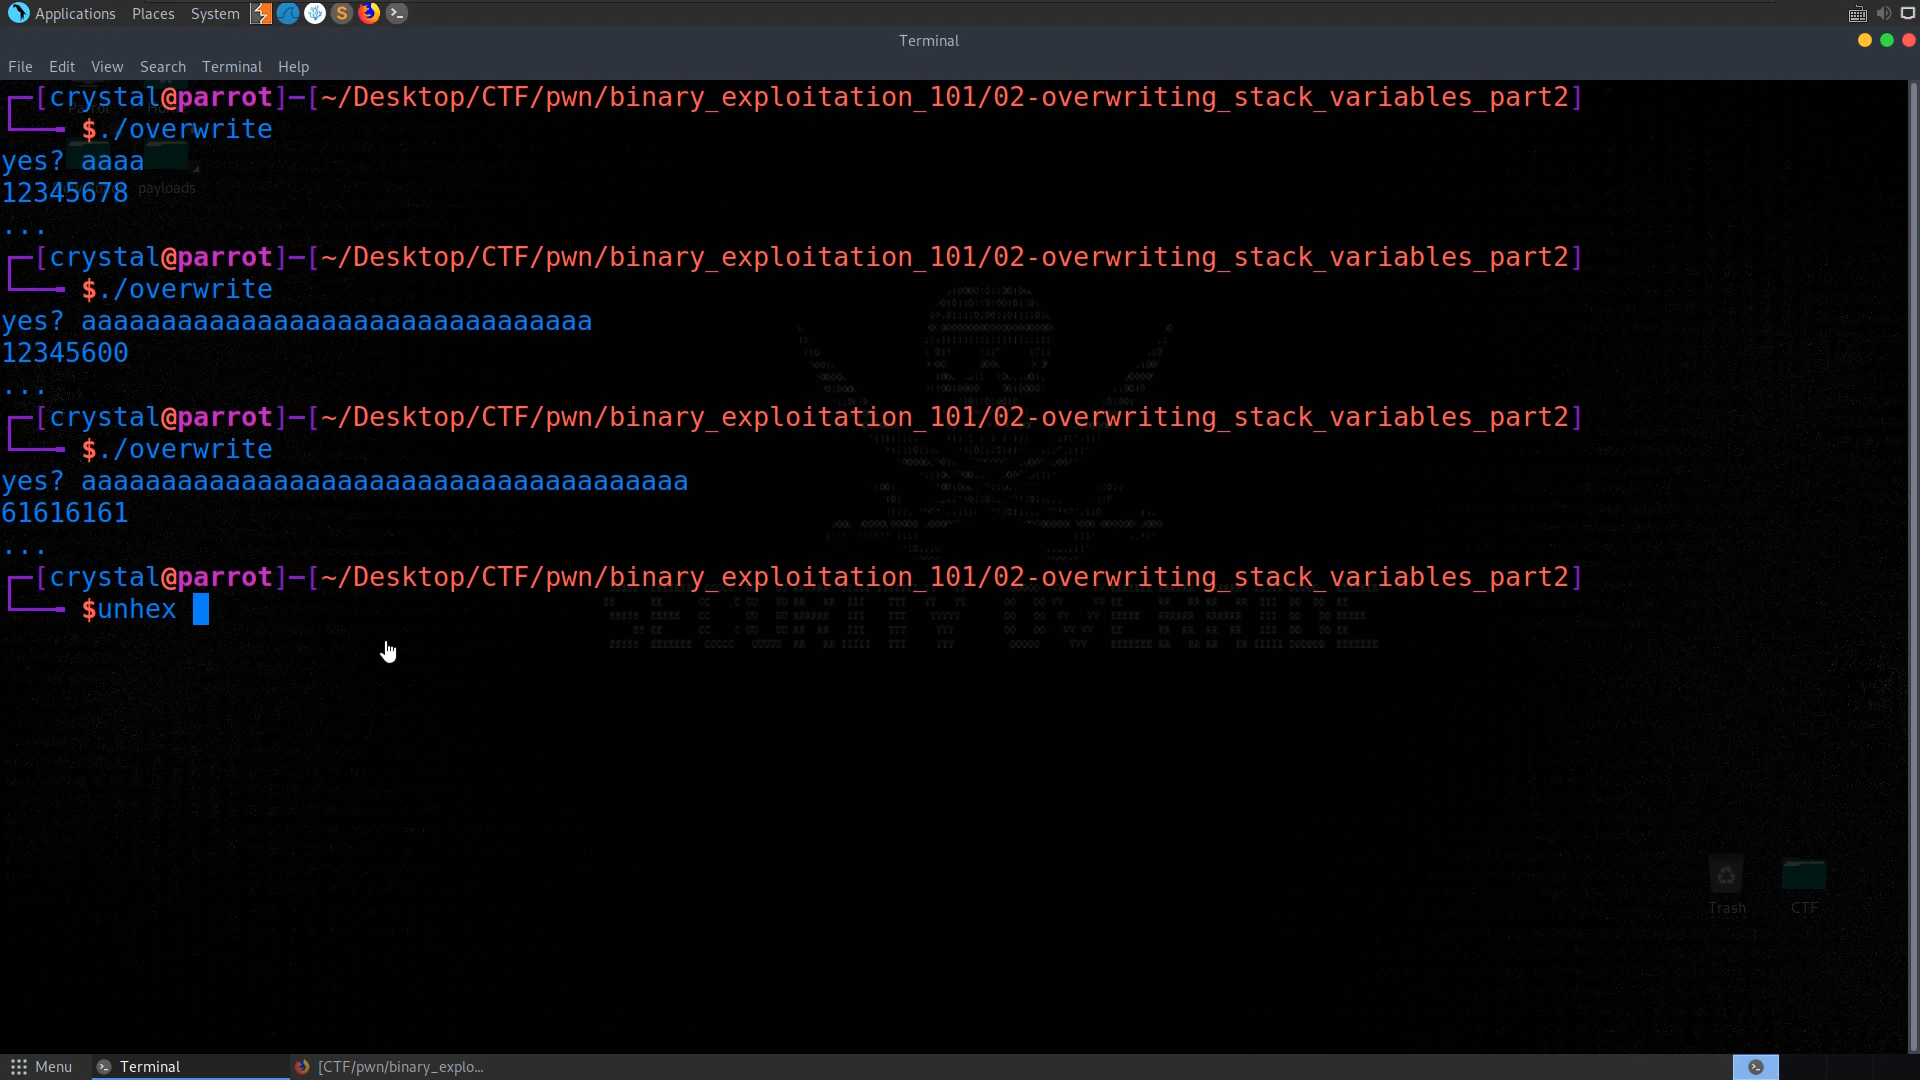 Applications Places System
Terminal
File Edit View Search Terminal Help
┌─[crystal@parrot]─[~/Desktop/CTF/pwn/binary_exploitation_101/02-overwriting_stack_variables_part2]
└──╼ $./overwrite
yes? aaaa
12345678
payloads
...
┌─[crystal@parrot]─[~/Desktop/CTF/pwn/binary_exploitation_101/02-overwriting_stack_variables_part2]
└──╼ $./overwrite
yes? aaaaaaaaaaaaaaaaaaaaaaaaaaaaaaaa
12345600
...
┌─[crystal@parrot]─[~/Desktop/CTF/pwn/binary_exploitation_101/02-overwriting_stack_variables_part2]
└──╼ $./overwrite
yes? aaaaaaaaaaaaaaaaaaaaaaaaaaaaaaaaaaaaaa
61616161
...
┌─[crystal@parrot]─[~/Desktop/CTF/pwn/binary_exploitation_101/02-overwriting_stack_variables_part2]
└──╼ $unhex
SECURITY OVERRIDE
Trash CTF
Menu Terminal [CTF/pwn/binary_explo...